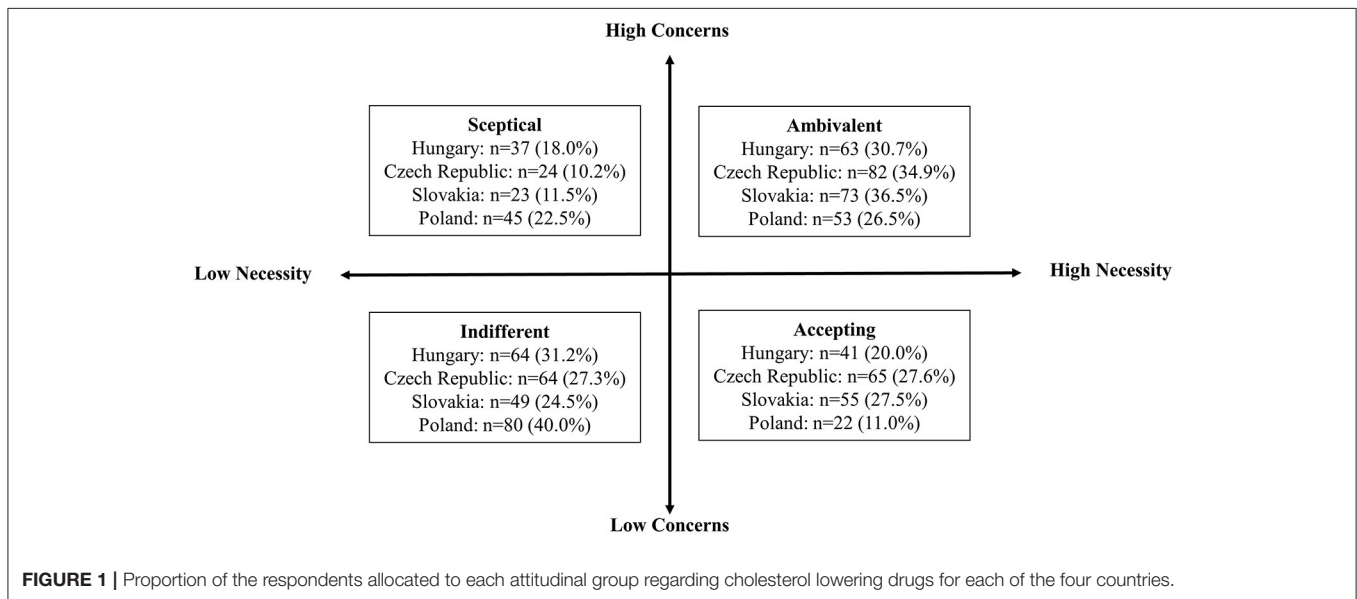 High Concerns
Sceptical
Hungary: n=37 (18.0%)
Czech Republic: n=24 (10.2%)
Slovakia: n=23 (11.5%)
Poland: n=45 (22.5%)
Ambivalent
Hungary: n=63 (30.7%)
Czech Republic: n=82 (34.9%)
Slovakia: n=73 (36.5%)
Poland: n=53 (26.5%)
Low Necessity
High Necessity
Indifferent
Hungary: n=64 (31.2%)
Czech Republic: n=64 (27.3%)
Slovakia: n=49 (24.5%)
Poland: n=80 (40.0%)
Accepting
Hungary: n=41 (20.0%)
Czech Republic: n=65 (27.6%)
Slovakia: n=55 (27.5%)
Poland: n=22 (11.0%)
Low Concerns
FIGURE 1 | Proportion of the respondents allocated to each attitudinal group regarding cholesterol lowering drugs for each of the four countries.